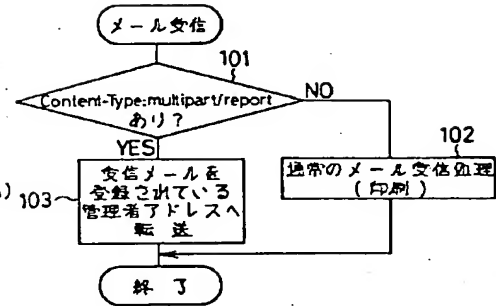 メール受信
101
Content-Type:multipart/report
あり?
NO
YES
102
通常のメール受信処理
(印刷)
103
受信メールを
登録されている
管理者アドレスへ
転送
終了